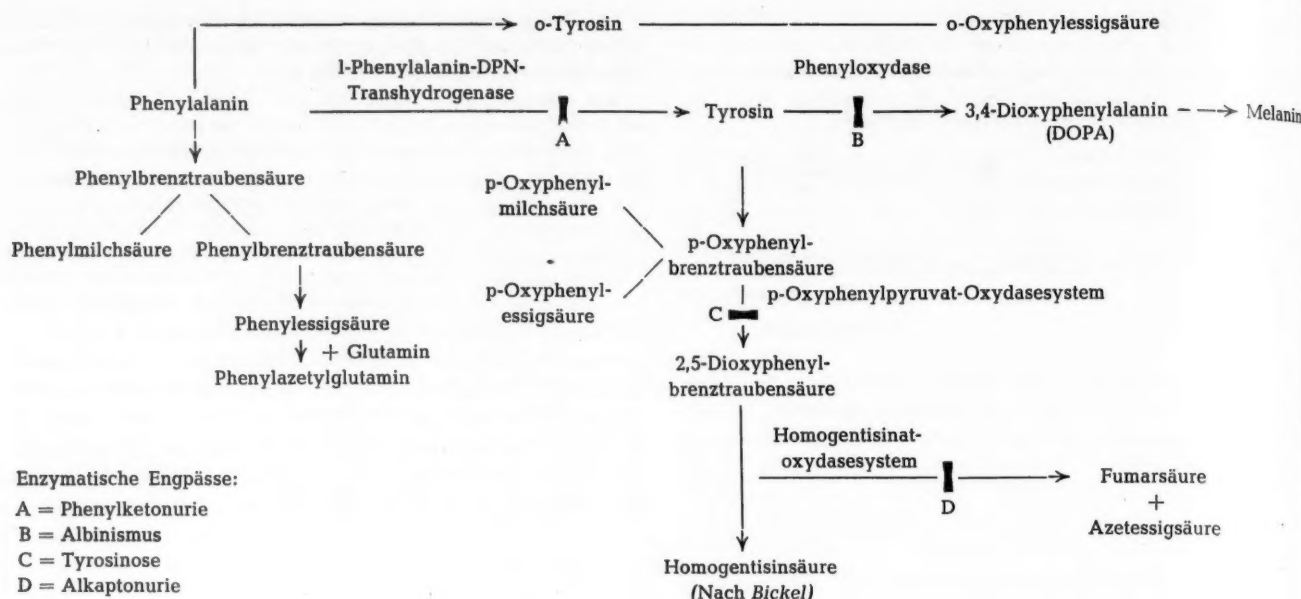 o-Tyrosin
o-Oxyphenylessigsäure
l-Phenylalanin-DPN-
Transhydrogenase
Phenyloxydase
Phenylalanin
Tyrosin
3,4-Dioxyphenylalanin
(DOPA)
Melanin
A
B
Phenylbrenztraubensäure
p-Oxyphenyl-
milchsäure
Phenylmilchsäure
Phenylbrenztraubensäure
p-Oxyphenyl-
brenztraubensäure
p-Oxyphenyl-
essigsäure
p-Oxyphenylpyruvat-Oxydasesystem
C
Phenylessigsäure
+ Glutamin
Phenylazetylglutamin
2,5-Dioxyphenyl-
brenztraubensäure
Homogentisinat-
oxydasesystem
D
Fumarsäure
+
Azetessigsäure
Enzymatische Engpässe:
A = Phenylketonurie
B = Albinismus
C = Tyrosinose
D = Alkaptonurie
Homogentisinsäure
(Nach Bickel)